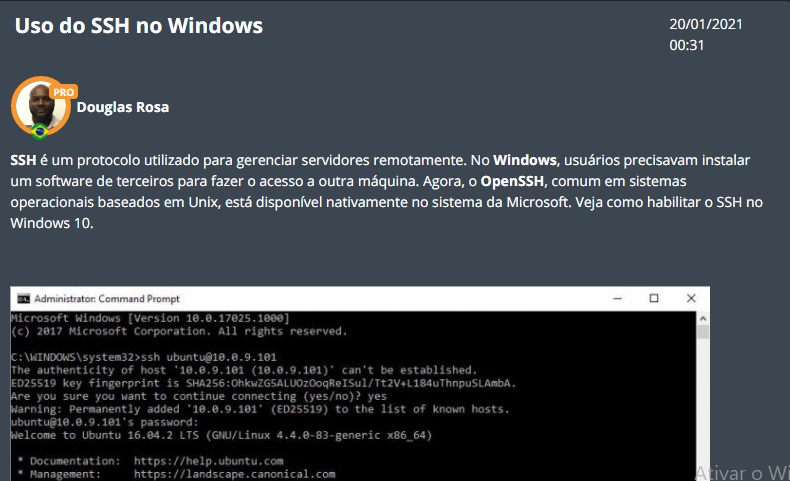 Uso do SSH no Windows
20/01/2021
00:31
PRO
Douglas Rosa
SSH é um protocolo utilizado para gerenciar servidores remotamente. No Windows, usuários precisavam instalar
um software de terceiros para fazer o acesso a outra máquina. Agora, o OpenSSH, comum em sistemas
operacionais baseados em Unix, está disponível nativamente no sistema da Microsoft. Veja como habilitar o SSH no
Windows 10.
Administrator: Command Prompt
Microsoft Windows [Version 10.0.17025.1000]
(c) 2017 Microsoft Corporation. All rights reserved.
C:\WINDOWS\system32>ssh ubuntu@10.0.9.101
The authenticity of host '10.0.9.101 (10.0.9.101)' can't be established.
ED25519 key fingerprint is SHA256:OhkwZG5ALUOzOoqReISul/Tt2V+L184uThnpuSLAmbA.
Are you sure you want to continue connecting (yes/no)? yes
Warning: Permanently added '10.0.9.101' (ED25519) to the list of known hosts.
ubuntu@10.0.9.101's password:
Welcome to Ubuntu 16.04.2 LTS (GNU/Linux 4.4.0-83-generic x86_64)
* Documentation: https://help.ubuntu.com
* Management: https://landscape.canonical.com
Ativar o Wi